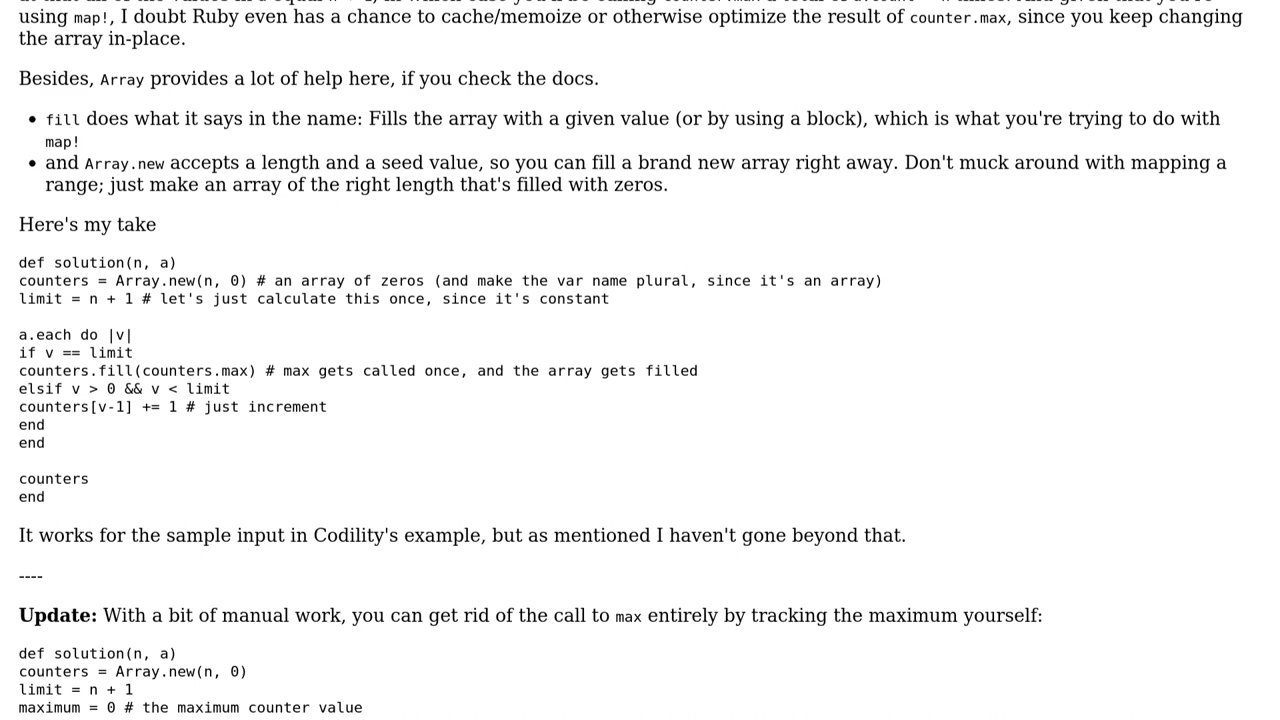 using map!, I doubt Ruby even has a chance to cache/memoize or otherwise optimize the result of counter.max, since you keep changing
the array in-place.
Besides, Array provides a lot of help here, if you check the docs.
• fill does what it says in the name: Fills the array with a given value (or by using a block), which is what you're trying to do with
map!
• and Array.new accepts a length and a seed value, so you can fill a brand new array right away. Don't muck around with mapping a
range; just make an array of the right length that's filled with zeros.
Here's my take
def solution(n, a)
counters = Array.new(n, 0) # an array of zeros (and make the var name plural, since it's an array)
limit = n + 1 # let's just calculate this once, since it's constant
a.each do |v|
if v == limit
counters.fill(counters.max) # max gets called once, and the array gets filled
elsif v > 0 && v < limit
counters[v-1] += 1 # just increment
end
end
counters
end
It works for the sample input in Codility's example, but as mentioned I haven't gone beyond that.
----
Update: With a bit of manual work, you can get rid of the call to max entirely by tracking the maximum yourself:
def solution(n, a)
counters = Array.new(n, 0)
limit = n + 1
maximum = 0 # the maximum counter value